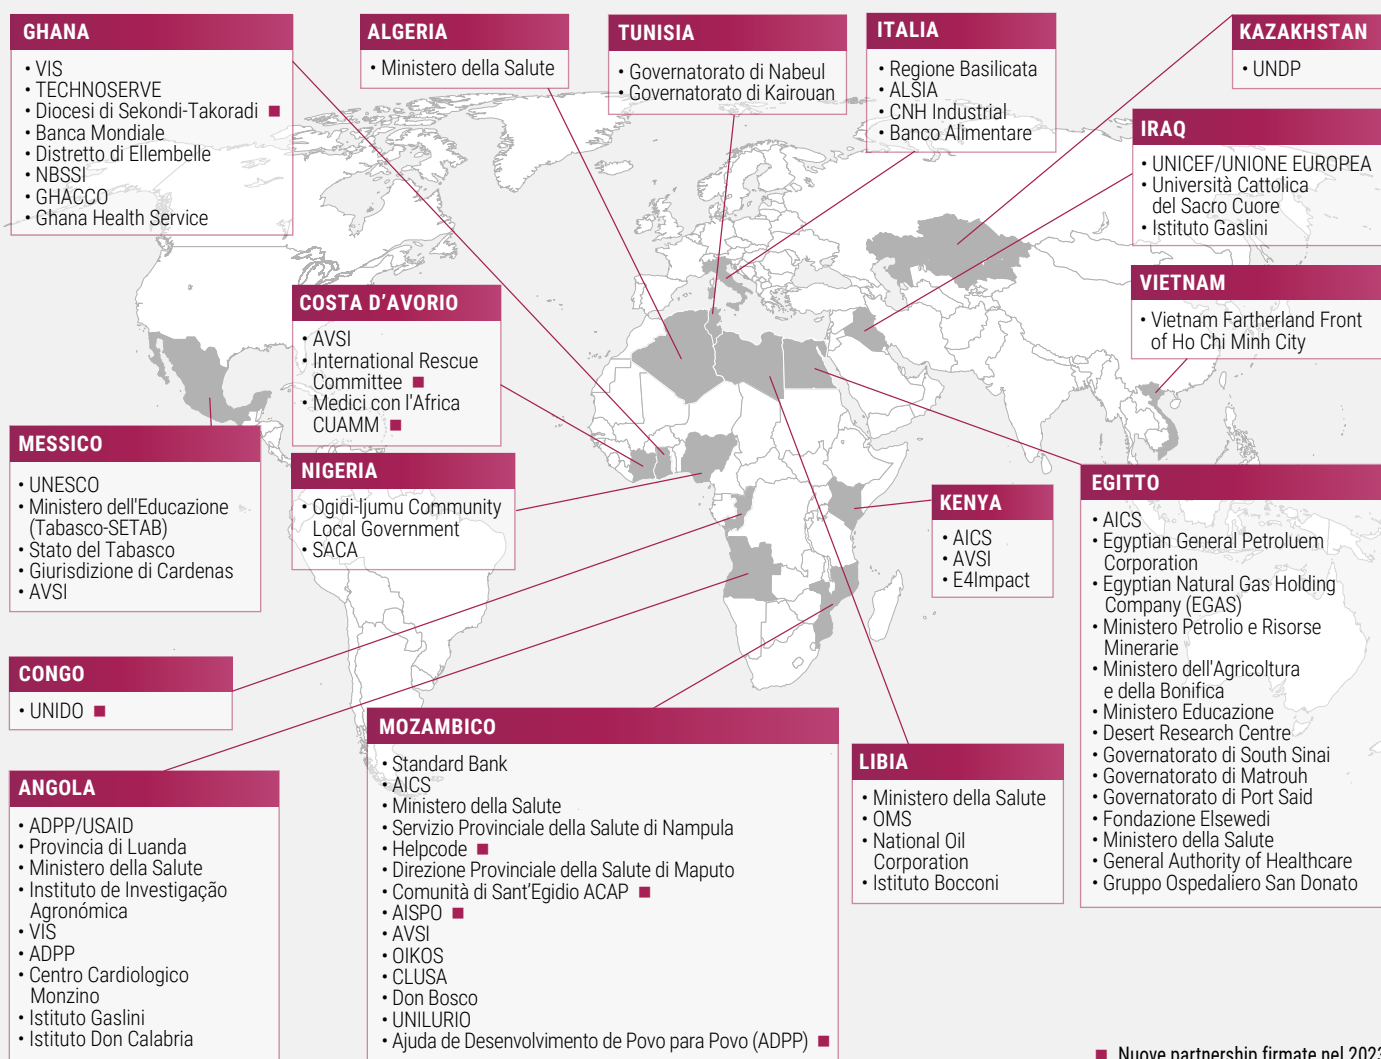 GHANA
• VIS
• TECHNOSERVE
• Diocesi di Sekondi-Takoradi ■
• Banca Mondiale
• Distretto di Ellembelle
• NBSSI
• GHACCO
• Ghana Health Service
ALGERIA
• Ministero della Salute
TUNISIA
• Governatorato di Nabeul
• Governatorato di Kairouan
ITALIA
• Regione Basilicata
• ALSIA
• CNH Industrial
• Banco Alimentare
KAZAKHSTAN
• UNDP
IRAQ
• UNICEF/UNIONE EUROPEA
• Università Cattolica
del Sacro Cuore
• Istituto Gaslini
VIETNAM
• Vietnam Fartherland Front
of Ho Chi Minh City
COSTA D'AVORIO
• AVSI
• International Rescue
Committee ■
• Medici con l'Africa
CUAMM ■
MESSICO
• UNESCO
• Ministero dell'Educazione
(Tabasco-SETAB)
• Stato del Tabasco
• Giurisdizione di Cardenas
• AVSI
NIGERIA
• Ogidi-Ijumu Community
Local Government
• SACA
KENYA
• AICS
• AVSI
• E4Impact
EGITTO
• AICS
• Egyptian General Petroluem
Corporation
• Egyptian Natural Gas Holding
Company (EGAS)
• Ministero Petrolio e Risorse
Minerarie
• Ministero dell'Agricoltura
e della Bonifica
• Ministero Educazione
• Desert Research Centre
• Governatorato di South Sinai
• Governatorato di Matrouh
• Governatorato di Port Said
• Fondazione Elsewedi
• Ministero della Salute
• General Authority of Healthcare
• Gruppo Ospedaliero San Donato
CONGO
• UNIDO ■
ANGOLA
• ADPP/USAID
• Provincia di Luanda
• Ministero della Salute
• Instituto de Investigação
Agronómica
• VIS
• ADPP
• Centro Cardiologico
Monzino
• Istituto Gaslini
• Istituto Don Calabria
MOZAMBICO
• Standard Bank
• AICS
• Ministero della Salute
• Servizio Provinciale della Salute di Nampula
• Helpcode ■
• Direzione Provinciale della Salute di Maputo
• Comunità di Sant'Egidio ACAP ■
• AISPO ■
• AVSI
• OIKOS
• CLUSA
• Don Bosco
• UNILURIO
• Ajuda de Desenvolvimento de Povo para Povo (ADPP) ■
LIBIA
• Ministero della Salute
• OMS
• National Oil
Corporation
• Istituto Bocconi
■ Nuove partnership firmate nel 2023